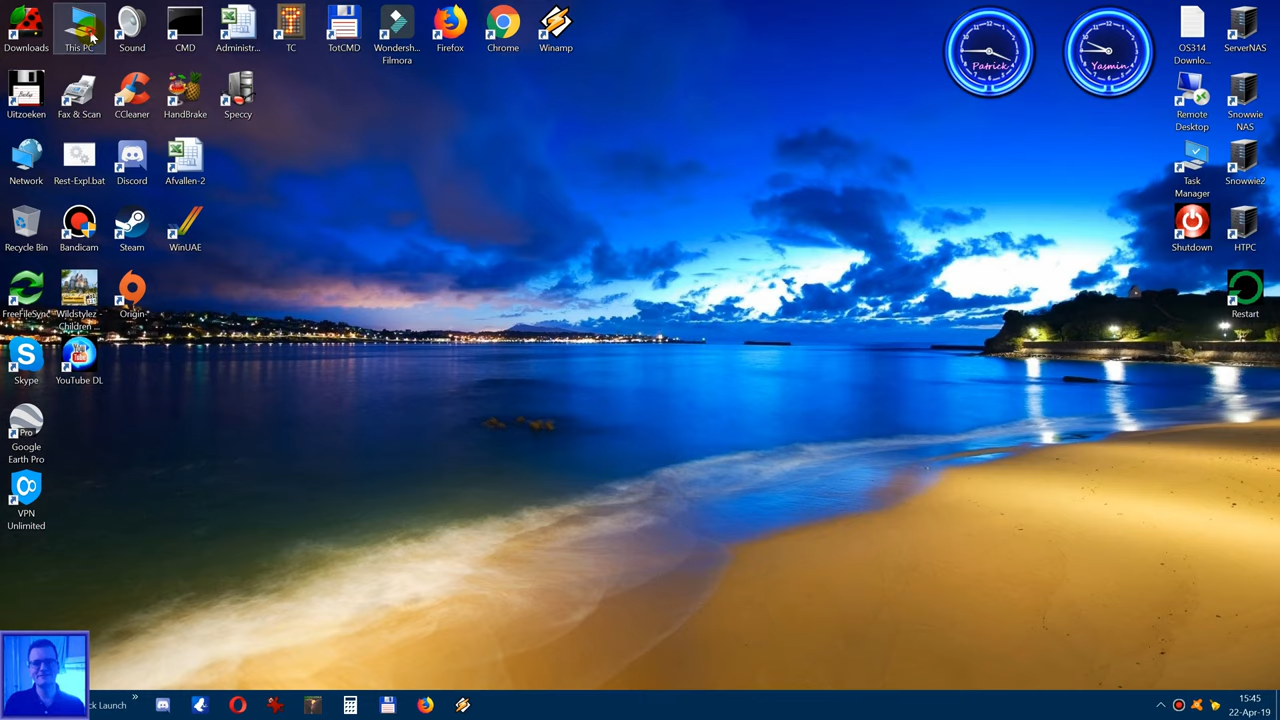 Downloads
This PC
Sound
CMD
Administr...
TC
TotCMD
Wondersh...
Filmora
Firefox
Chrome
Winamp
Patrick
Yasmin
OS314
Downlo...
ServerNAS
Uitzoeken
Fax & Scan
CCleaner
HandBrake
Speccy
Remote
Desktop
Snowwie
NAS
Network
Rest-Expl.bat
Discord
Afvallen-2
Task
Manager
Snowwie2
Recycle Bin
Bandicam
Steam
WinUAE
Shutdown
HTPC
FreeFileSync
Wildstylez -
Children ...
Origin
Restart
Skype
YouTube DL
Google
Earth Pro
VPN
Unlimited
ck Launch
15:45
22-Apr-19